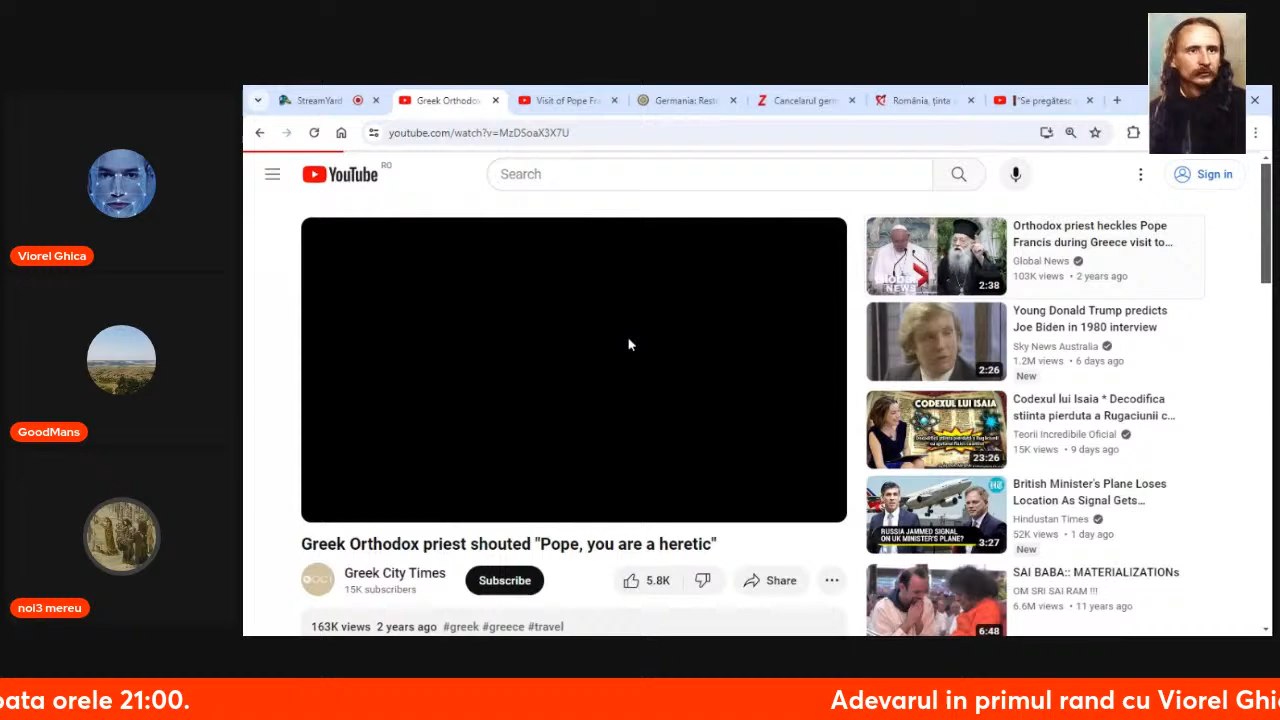 StreamYard
Greek Orthodox
Visit of Pope Fr
Germania: Rest
Cancelarul gern
România, ținta
"Se pregătesc
youtube.com/watch?v=MzDSoaX3X7U
YouTube
RO
Search
Sign in
Orthodox priest heckles Pope
Francis during Greece visit to...
Global News
103K views • 2 years ago
NEWS
2:38
Young Donald Trump predicts
Joe Biden in 1980 interview
Sky News Australia
1.2M views • 6 days ago
New
2:26
CODEXUL LUI ISAIA
Codexul lui Isaia * Decodifica
stiinta pierduta a Rugaciunii c...
Teorii Incredibile Oficial
15K views • 9 days ago
23:26
British Minister's Plane Loses
Location As Signal Gets...
Hindustan Times
52K views • 1 day ago
New
RUSSIA JAMMED SIGNAL
ON UK MINISTER'S PLANE?
3:27
SAI BABA:: MATERIALIZATIONs
OM SRI SAI RAM !!!
6.6M views • 11 years ago
6:48
Greek Orthodox priest shouted "Pope, you are a heretic"
Greek City Times
15K subscribers
Subscribe
5.8K
Share
163K views 2 years ago #greek #greece #travel
Viorel Ghica
GoodMans
noi3 mereu
orele 21:00.
Adevarul in primul rand cu Viorel